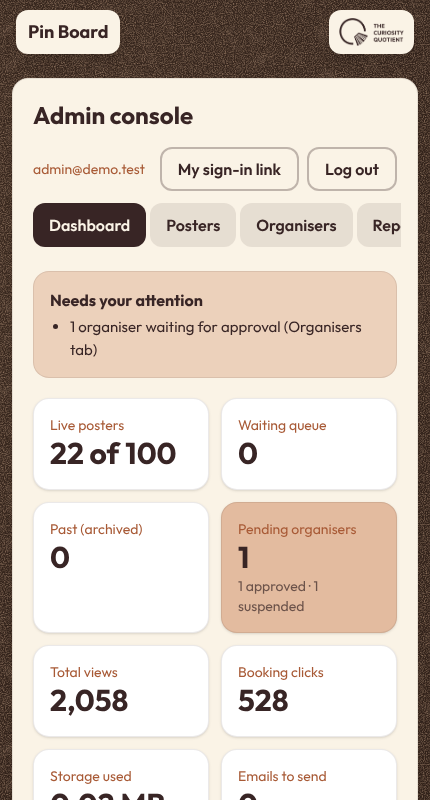 Pin Board
THE
CURIOSITY
QUOTIENT
Admin console
admin@demo.test
My sign-in link
Log out
Dashboard
Posters
Organisers
Rep
Needs your attention
• 1 organiser waiting for approval (Organisers
tab)
Live posters
22 of 100
Waiting queue
0
Past (archived)
0
Pending organisers
1
1 approved · 1
suspended
Total views
2,058
Booking clicks
528
Storage used
Emails to send